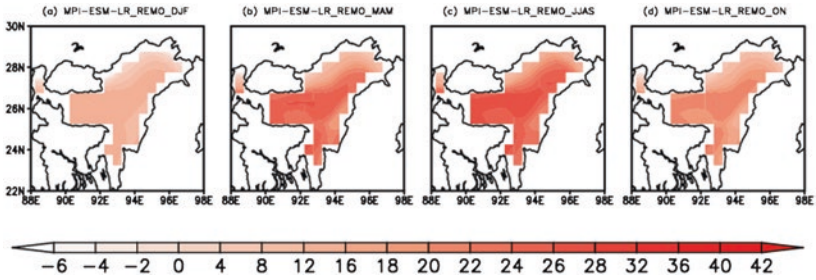 (a) MPI-ESM-LR_REMO_DJF (b) MPI-ESM-LR_REMO_MAM (c) MPI-ESM-LR_REMO_JJAS (d) MPI-ESM-LR_REMO_ON
30N
28N
26N
24N
22N
88E 90E 92E 94E 96E 98E 88E 90E 92E 94E 96E 98E 88E 90E 92E 94E 96E 98E 88E 90E 92E 94E 96E 98E
−6 −4 −2 0 4 8 12 16 18 20 22 24 26 28 32 36 40 42